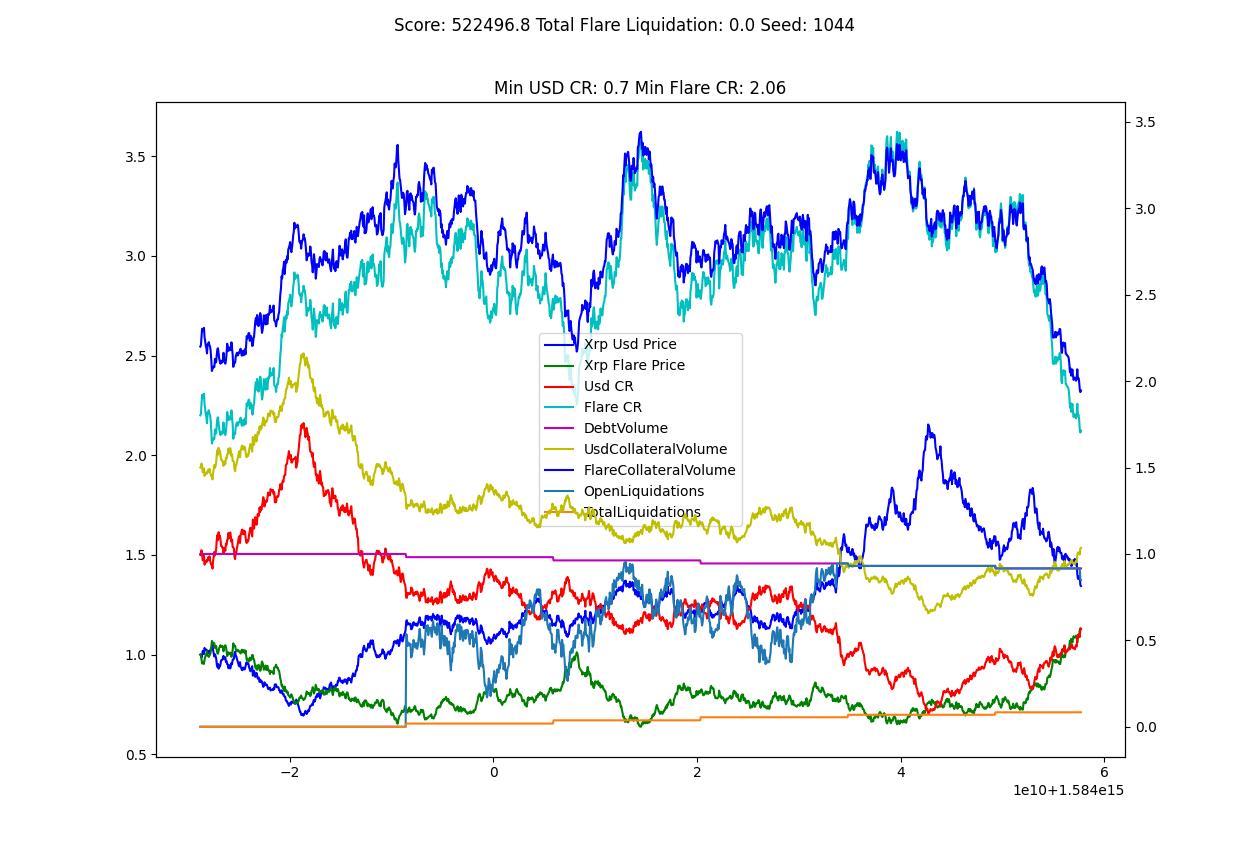 Score: 522496.8 Total Flare Liquidation: 0.0 Seed: 1044
Min USD CR: 0.7 Min Flare CR: 2.06
3.5
3.0
2.5
2.0
1.5
1.0
0.5
3.5
3.0
2.5
2.0
1.5
1.0
0.5
0.0
Xrp Usd Price
Xrp Flare Price
Usd CR
Flare CR
DebtVolume
UsdCollateralVolume
FlareCollateralVolume
OpenLiquidations
TotalLiquidations
−2 0 2 4 6
1e10+1.584e15